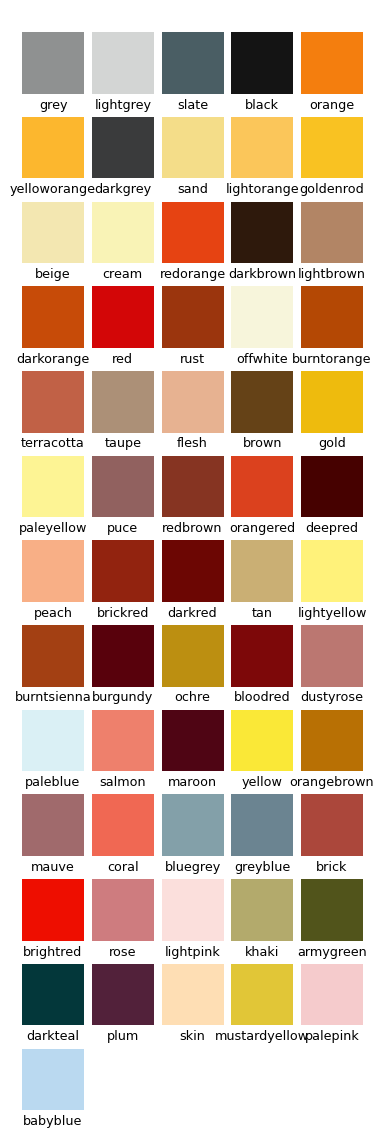 grey lightgrey slate black orange
yelloworange darkgrey sand lightorange goldenrod
beige cream redorange darkbrown lightbrown
darkorange red rust offwhite burntorange
terracotta taupe flesh brown gold
paleyellow puce redbrown orangered deepred
peach brickred darkred tan lightyellow
burntsienna burgundy ochre bloodred dustyrose
paleblue salmon maroon yellow orangebrown
mauve coral bluegrey greyblue brick
brightred rose lightpink khaki armygreen
darkteal plum skin mustardyellow palepink
babyblue